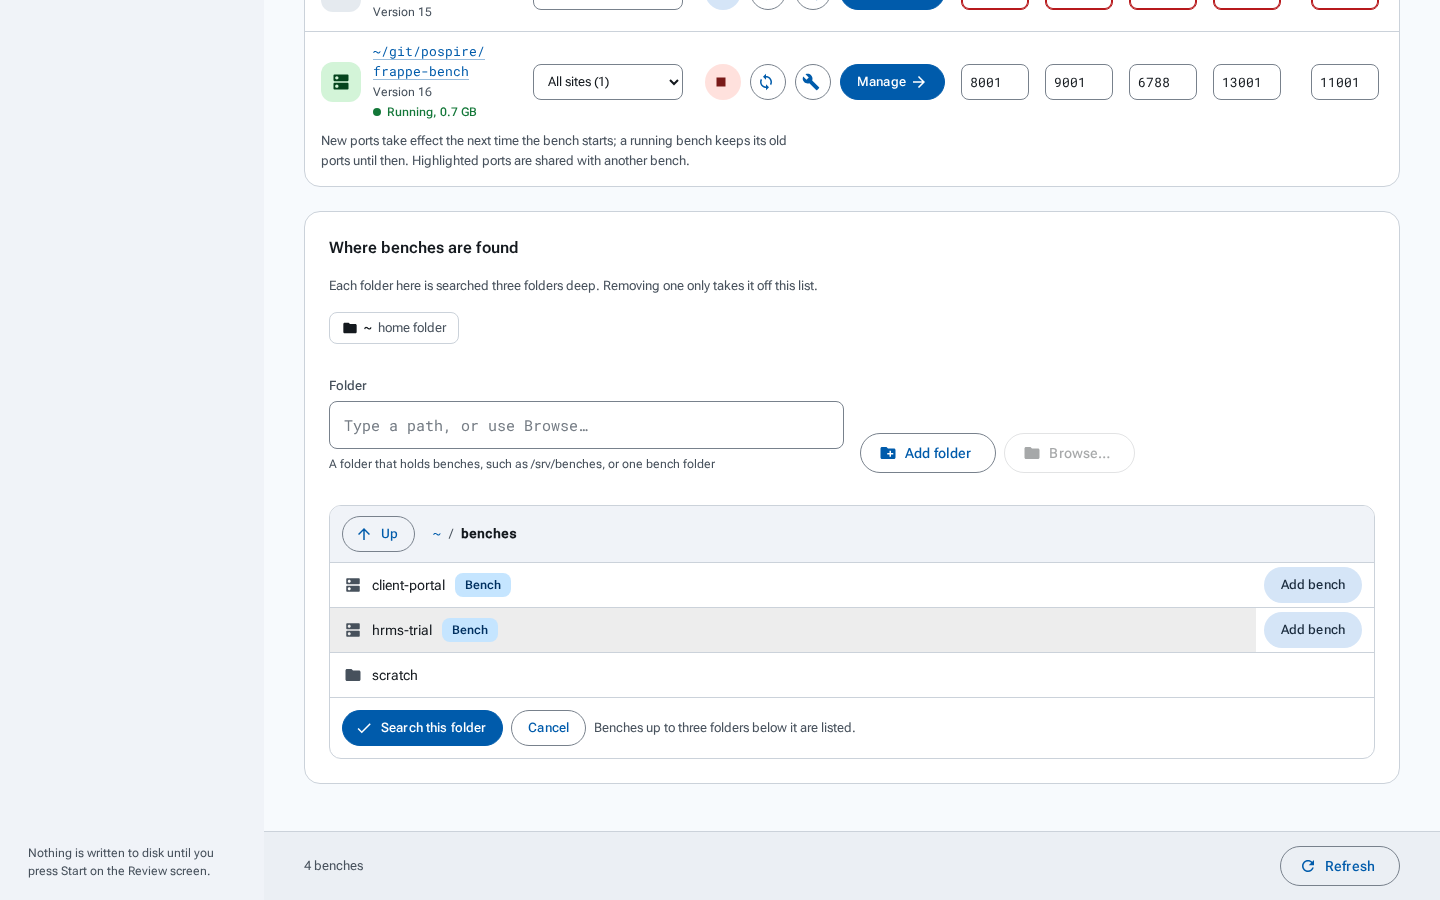 Version 15
~/git/pospire/
frappe-bench
Version 16
Running, 0.7 GB
All sites (1)
Manage
8001
9001
6788
13001
11001
New ports take effect the next time the bench starts; a running bench keeps its old
ports until then. Highlighted ports are shared with another bench.
Where benches are found
Each folder here is searched three folders deep. Removing one only takes it off this list.
~ home folder
Folder
Type a path, or use Browse…
A folder that holds benches, such as /srv/benches, or one bench folder
Add folder
Browse…
Up
~ / benches
client-portal Bench Add bench
hrms-trial Bench Add bench
scratch
Search this folder Cancel Benches up to three folders below it are listed.
Nothing is written to disk until you
press Start on the Review screen.
4 benches
Refresh